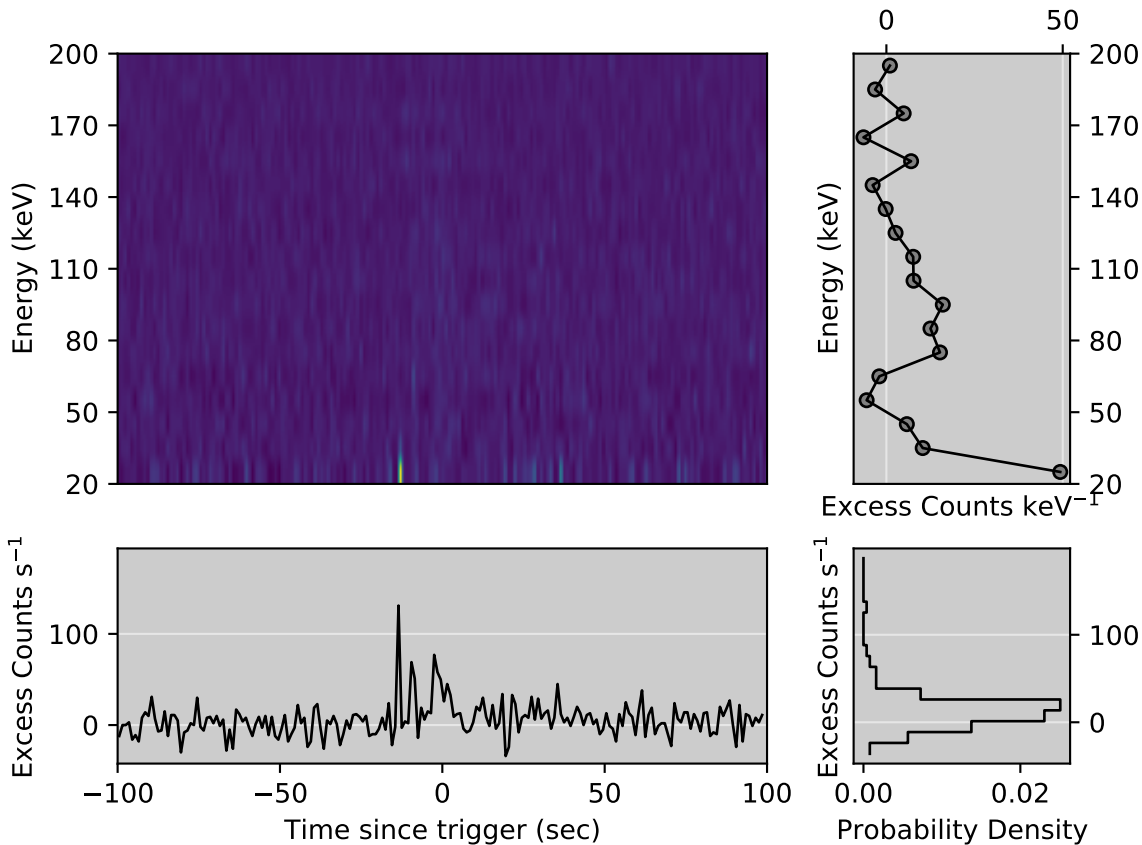 0 50
200 200
170 170
140 140
110 110
80 80
50 50
20 20
Energy (keV)
Energy (keV)
Excess Counts keV⁻¹
Excess Counts s⁻¹
100
0
−100 −50 0 50 100
Time since trigger (sec)
Excess Counts s⁻¹
100
0
0.00 0.02
Probability Density